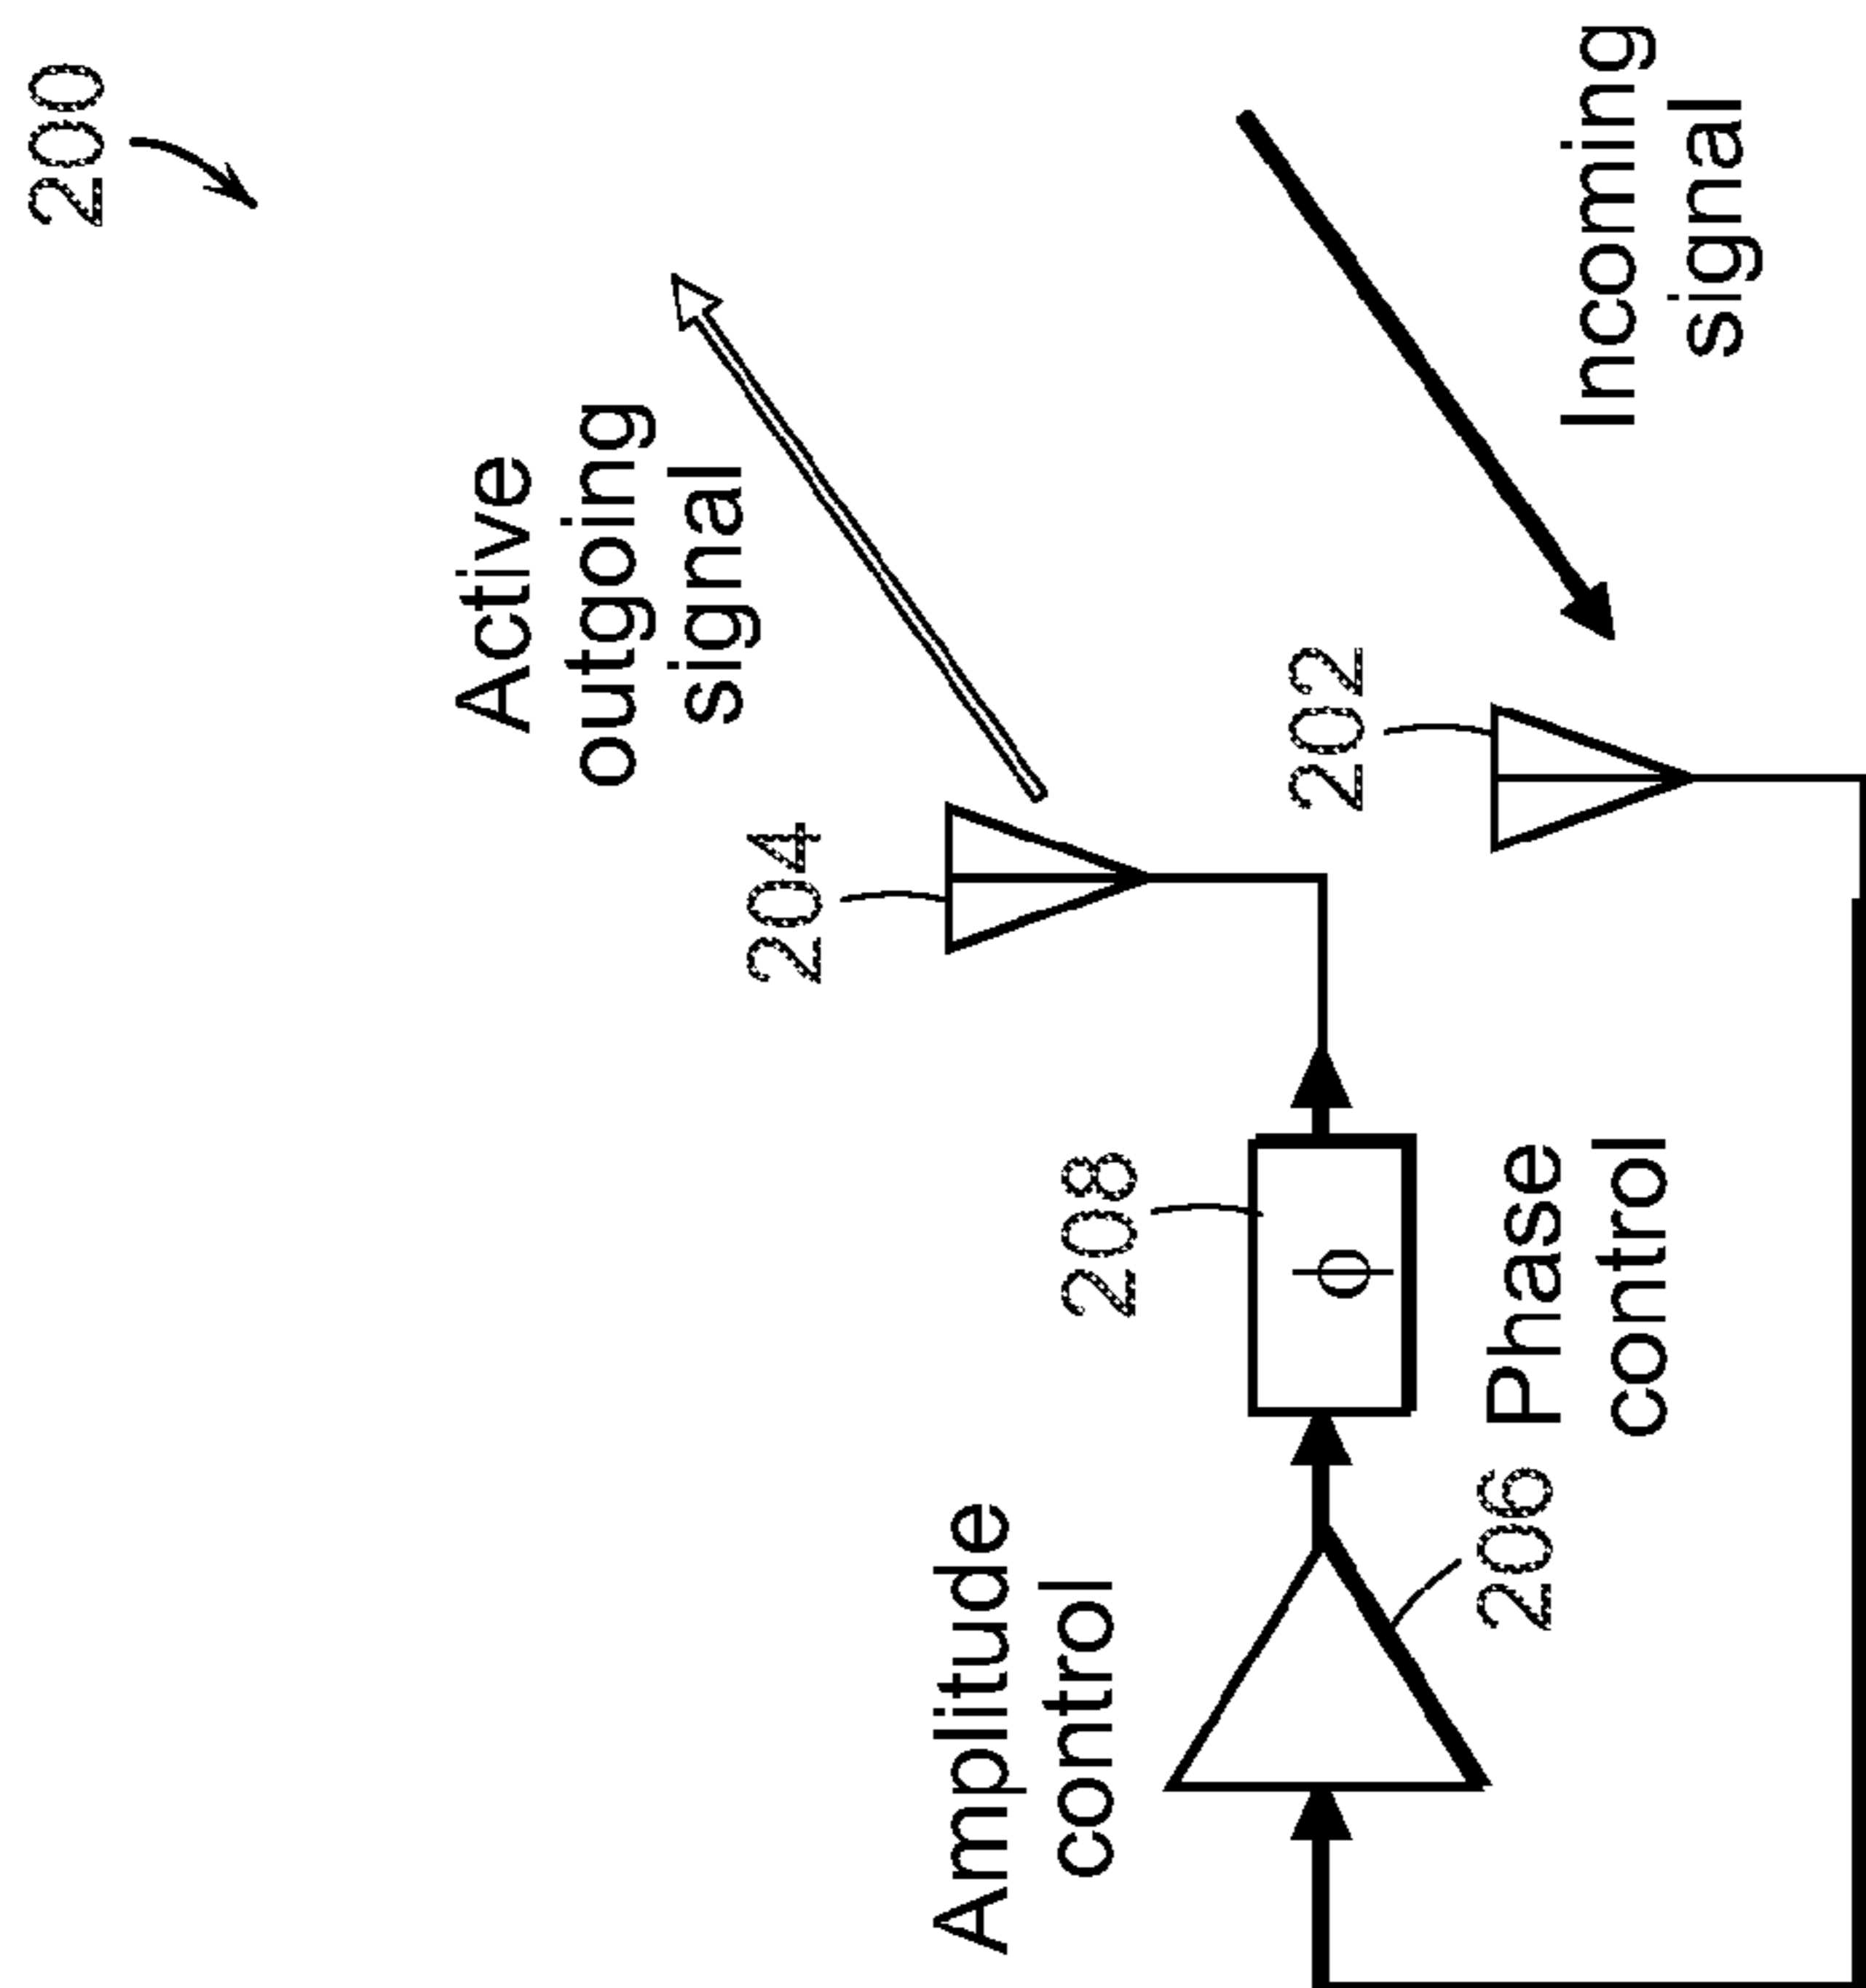 200
Active
outgoing
signal
204
202
Incoming
signal
208
ϕ
Phase
control
Amplitude
control
206